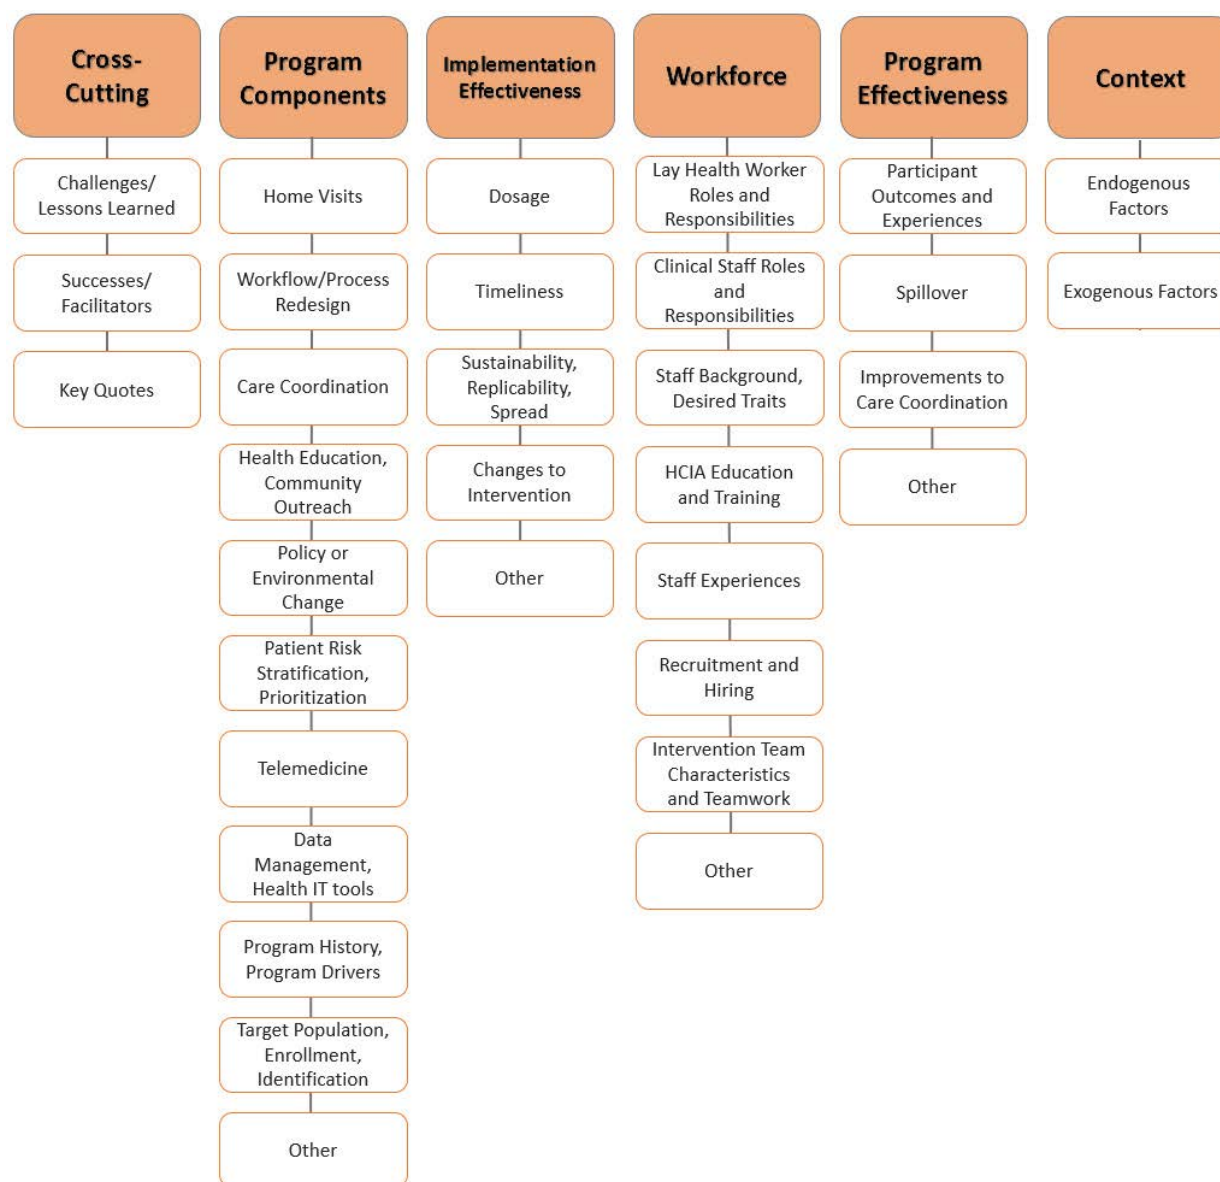 Cross-
Cutting
Challenges/
Lessons Learned
Successes/
Facilitators
Key Quotes
Program
Components
Home Visits
Workflow/Process
Redesign
Care Coordination
Health Education,
Community
Outreach
Policy or
Environmental
Change
Patient Risk
Stratification,
Prioritization
Telemedicine
Data
Management,
Health IT tools
Program History,
Program Drivers
Target Population,
Enrollment,
Identification
Other
Implementation
Effectiveness
Dosage
Timeliness
Sustainability,
Replicability,
Spread
Changes to
Intervention
Other
Workforce
Lay Health Worker
Roles and
Responsibilities
Clinical Staff Roles
and
Responsibilities
Staff Background,
Desired Traits
HCIA Education
and Training
Staff Experiences
Recruitment and
Hiring
Intervention Team
Characteristics
and Teamwork
Other
Program
Effectiveness
Participant
Outcomes and
Experiences
Spillover
Improvements to
Care Coordination
Other
Context
Endogenous
Factors
Exogenous Factors